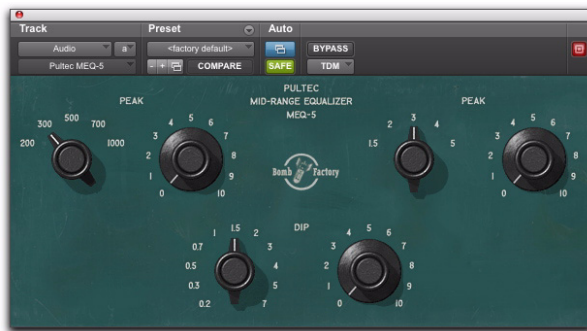 Track Preset Auto
Audio a <factory default> BYPASS
Pultec MEQ-5 - + COMPARE SAFE TDM
PULTEC
MID-RANGE EQUALIZER
MEQ-5
PEAK
200 300 500 700 1000
0 1 2 3 4 5 6 7 8 9 10
PEAK
1.5 2 3 4 5
0 1 2 3 4 5 6 7 8 9 10
Bomb Factory
DIP
0.2 0.3 0.5 0.7 1 1.5 2 3 4 5 7
0 1 2 3 4 5 6 7 8 9 10